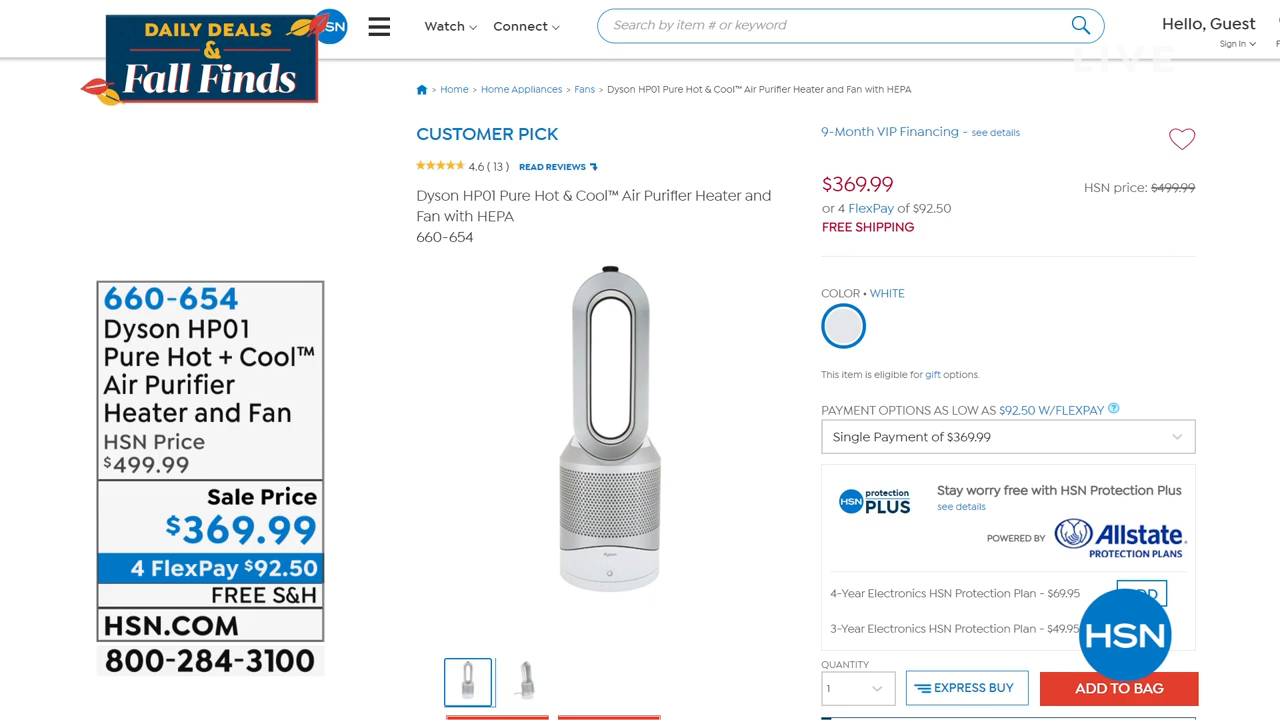 DAILY DEALS
&
Fall Finds
SN
Watch
Connect
Search by item # or keyword
Hello, Guest
Sign In
LIVE
> Home > Home Appliances > Fans > Dyson HP01 Pure Hot & Cool™ Air Purifier Heater and Fan with HEPA
CUSTOMER PICK
4.6 ( 13 ) READ REVIEWS
Dyson HP01 Pure Hot & Cool™ Air Purifier Heater and
Fan with HEPA
660-654
9-Month VIP Financing - see details
$369.99
HSN price: $499.99
or 4 FlexPay of $92.50
FREE SHIPPING
COLOR • WHITE
This item is eligible for gift options.
PAYMENT OPTIONS AS LOW AS $92.50 W/FLEXPAY ?
Single Payment of $369.99
HSN protection PLUS
Stay worry free with HSN Protection Plus
see details
POWERED BY Allstate.
PROTECTION PLANS
4-Year Electronics HSN Protection Plan - $69.95
3-Year Electronics HSN Protection Plan - $49.95
HSN
QUANTITY
1
EXPRESS BUY
ADD TO BAG
660-654
Dyson HP01
Pure Hot + Cool™
Air Purifier
Heater and Fan
HSN Price
$499.99
Sale Price
$369.99
4 FlexPay $92.50
FREE S&H
HSN.COM
800-284-3100
dyson